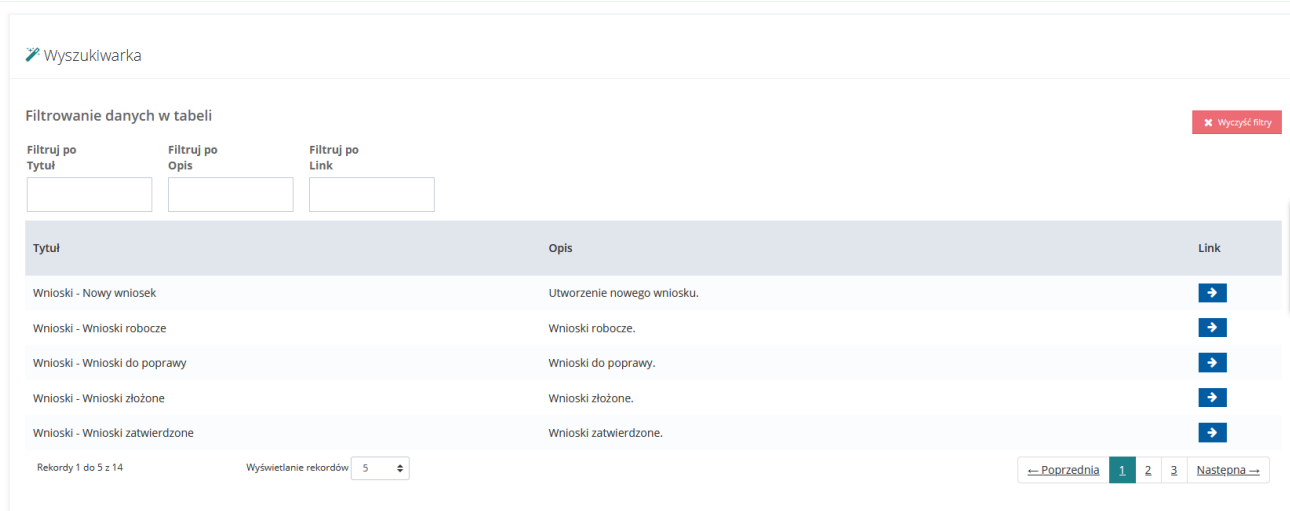 Wyszukiwarka
Filtrowanie danych w tabeli
Wyczyść filtry
Filtruj po Tytuł
Filtruj po Opis
Filtruj po Link
Tytuł Opis Link
Wnioski - Nowy wniosek Utworzenie nowego wniosku.
Wnioski - Wnioski robocze Wnioski robocze.
Wnioski - Wnioski do poprawy Wnioski do poprawy.
Wnioski - Wnioski złożone Wnioski złożone.
Wnioski - Wnioski zatwierdzone Wnioski zatwierdzone.
Rekordy 1 do 5 z 14 Wyświetlanie rekordów 5 ← Poprzednia 1 2 3 Następna →